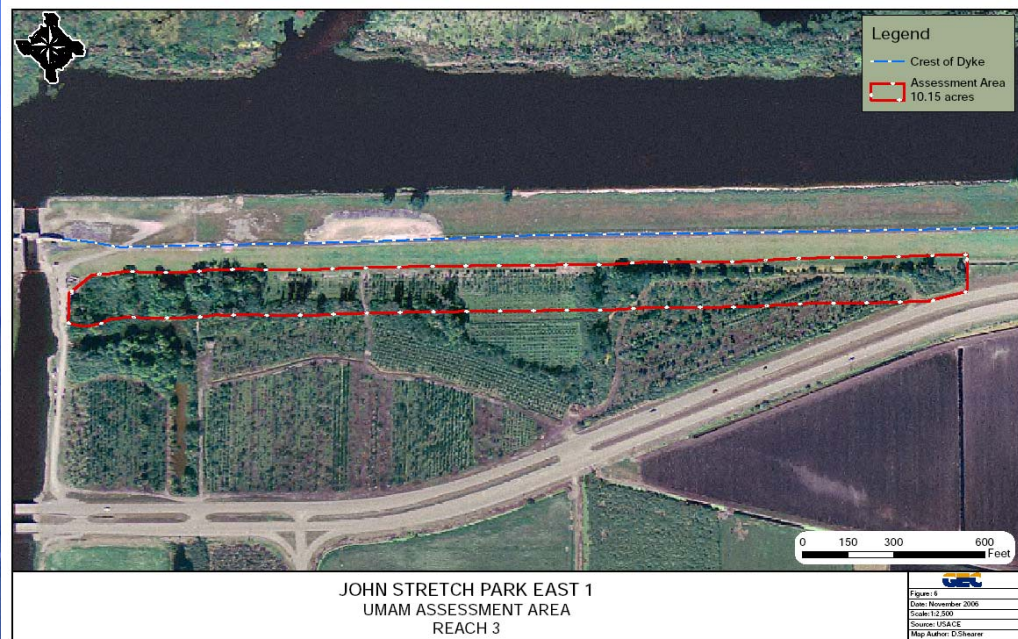 Legend
Crest of Dyke
Assessment Area
10.15 acres
0 150 300 600
Feet
JOHN STRETCH PARK EAST 1
UMAM ASSESSMENT AREA
REACH 3
GEC
Figure: 6
Date: November 2006
Scale: 1:2,500
Source: USACE
Map Author: D.Shearer